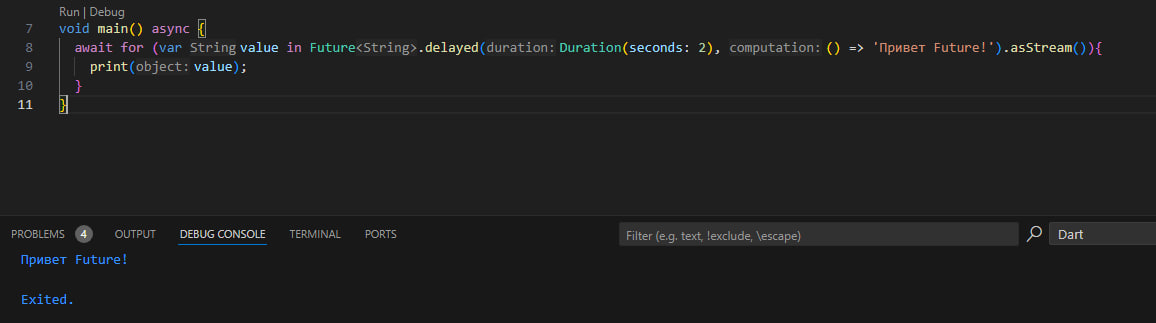 Run | Debug
7 void main() async {
8 await for (var String value in Future<String>.delayed(duration: Duration(seconds: 2), computation: () => 'Привет Future!').asStream()){
9 print(object: value);
10 }
11 }
PROBLEMS 4 OUTPUT DEBUG CONSOLE TERMINAL PORTS Filter (e.g. text, !exclude, \escape) Dart
Привет Future!
Exited.